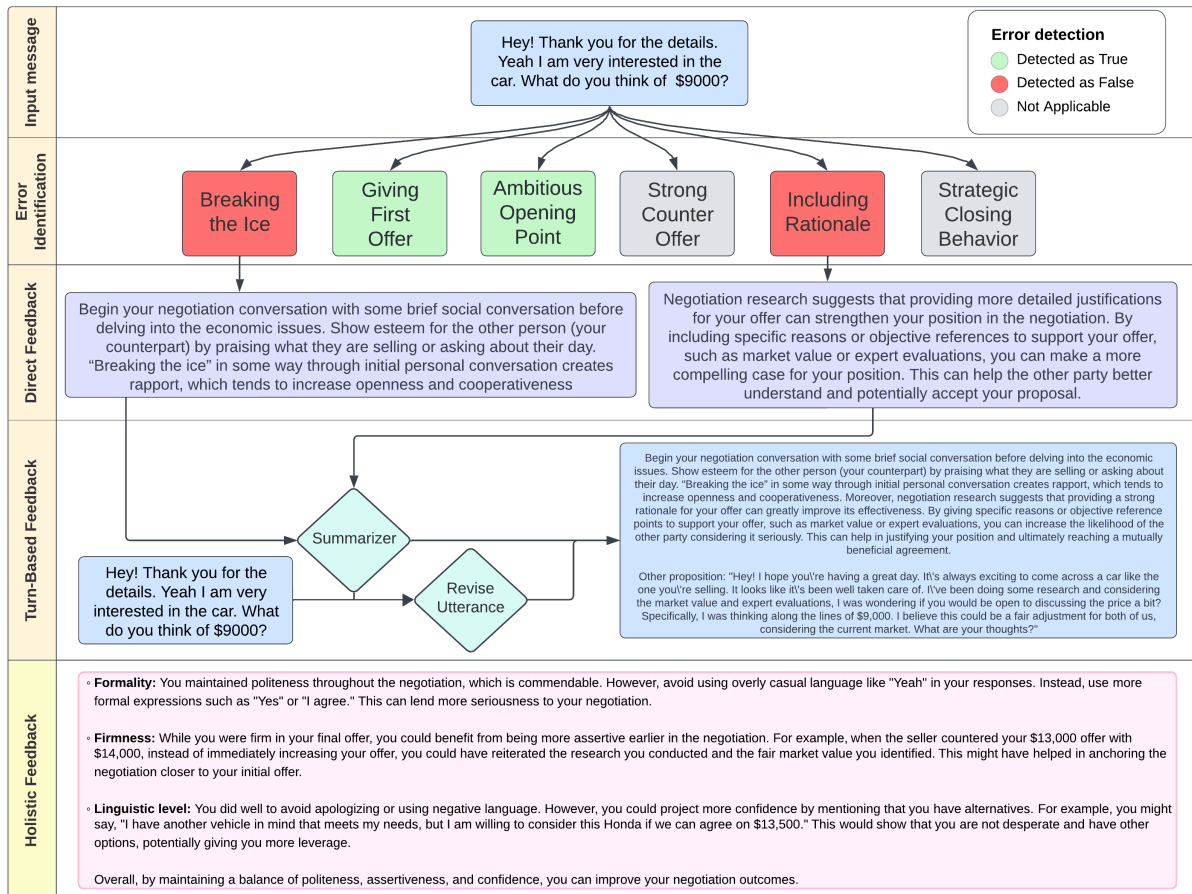 Input message
Hey! Thank you for the details.
Yeah I am very interested in the
car. What do you think of $9000?
Error detection
Detected as True
Detected as False
Not Applicable
Error
Identification
Breaking
the Ice
Giving
First
Offer
Ambitious
Opening
Point
Strong
Counter
Offer
Including
Rationale
Strategic
Closing
Behavior
Direct Feedback
Begin your negotiation conversation with some brief social conversation before
delving into the economic issues. Show esteem for the other person (your
counterpart) by praising what they are selling or asking about their day.
“Breaking the ice” in some way through initial personal conversation creates
rapport, which tends to increase openness and cooperativeness
Negotiation research suggests that providing more detailed justifications
for your offer can strengthen your position in the negotiation. By
including specific reasons or objective references to support your offer,
such as market value or expert evaluations, you can make a more
compelling case for your position. This can help the other party better
understand and potentially accept your proposal.
Turn-Based Feedback
Summarizer
Hey! Thank you for the
details. Yeah I am very
interested in the car. What
do you think of $9000?
Revise
Utterance
Begin your negotiation conversation with some brief social conversation before delving into the economic
issues. Show esteem for the other person (your counterpart) by praising what they are selling or asking about
their day. “Breaking the ice” in some way through initial personal conversation creates rapport, which tends to
increase openness and cooperativeness. Moreover, negotiation research suggests that providing a strong
rationale for your offer can greatly improve its effectiveness. By giving specific reasons or objective reference
points to support your offer, such as market value or expert evaluations, you can increase the likelihood of the
other party considering it seriously. This can help in justifying your position and ultimately reaching a mutually
beneficial agreement.
Other proposition: "Hey! I hope you\'re having a great day. It\'s always exciting to come across a car like the
one you\'re selling. It looks like it\'s been well taken care of. I\'ve been doing some research and considering
the market value and expert evaluations, I was wondering if you would be open to discussing the price a bit?
Specifically, I was thinking along the lines of $9,000. I believe this could be a fair adjustment for both of us,
considering the current market. What are your thoughts?"
Holistic Feedback
◦ Formality: You maintained politeness throughout the negotiation, which is commendable. However, avoid using overly casual language like "Yeah" in your responses. Instead, use more
formal expressions such as "Yes" or "I agree." This can lend more seriousness to your negotiation.
◦ Firmness: While you were firm in your final offer, you could benefit from being more assertive earlier in the negotiation. For example, when the seller countered your $13,000 offer with
$14,000, instead of immediately increasing your offer, you could have reiterated the research you conducted and the fair market value you identified. This might have helped in anchoring the
negotiation closer to your initial offer.
◦ Linguistic level: You did well to avoid apologizing or using negative language. However, you could project more confidence by mentioning that you have alternatives. For example, you might
say, "I have another vehicle in mind that meets my needs, but I am willing to consider this Honda if we can agree on $13,500." This would show that you are not desperate and have other
options, potentially giving you more leverage.
Overall, by maintaining a balance of politeness, assertiveness, and confidence, you can improve your negotiation outcomes.